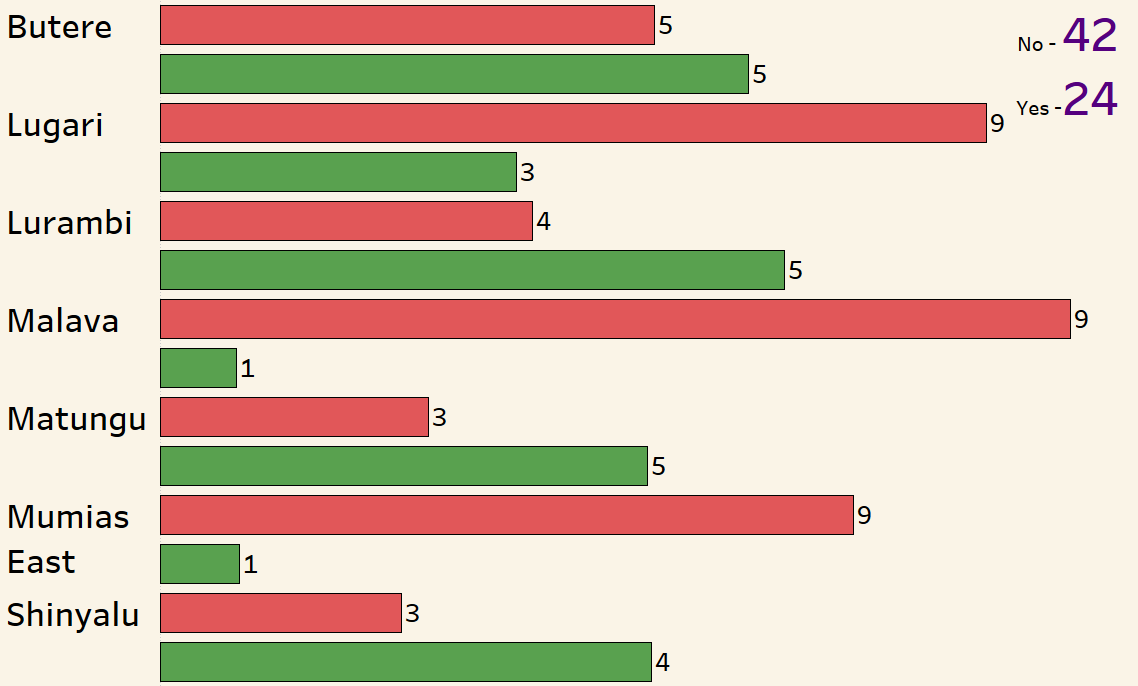 Butere 5
No - 42
5
Yes -24
Lugari 9
3
Lurambi 4
5
Malava 9
1
Matungu 3
5
Mumias 9
East 1
Shinyalu 3
4